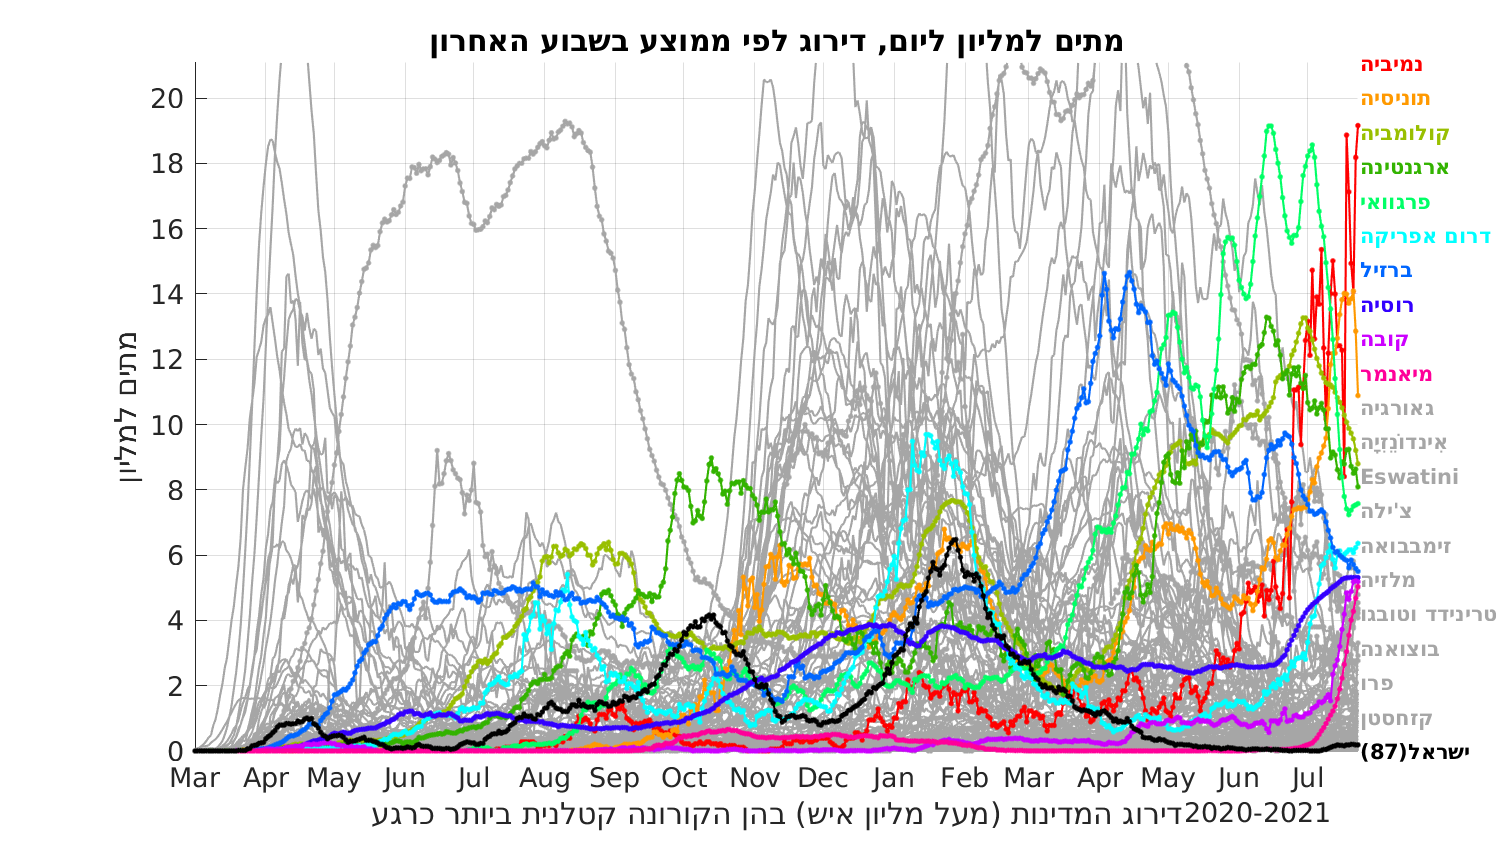 מתים למליון ליום, דירוג לפי ממוצע בשבוע האחרון
מתים למליון
20
18
16
14
12
10
8
6
4
2
0
Mar Apr May Jun Jul Aug Sep Oct Nov Dec Jan Feb Mar Apr May Jun Jul
דירוג המדינות (מעל מליון איש) בהן הקורונה קטלנית ביותר כרגע2020-2021
נמיביה
תוניסיה
קולומביה
ארגנטינה
פרגוואי
דרום אפריקה
ברזיל
רוסיה
קובה
מיאנמר
גאורגיה
אִינדוֹנֵזִיָה
Eswatini
צ'ילה
זימבבואה
מלזיה
טרינידד וטובגו
בוצואנה
פרו
קזחסטן
ישראל(87)